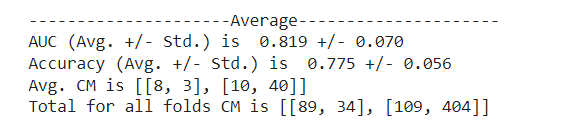 --------------------Average--------------------
AUC (Avg. +/- Std.) is  0.819 +/- 0.070
Accuracy (Avg. +/- Std.) is  0.775 +/- 0.056
Avg. CM is [[8, 3], [10, 40]]
Total for all folds CM is [[89, 34], [109, 404]]